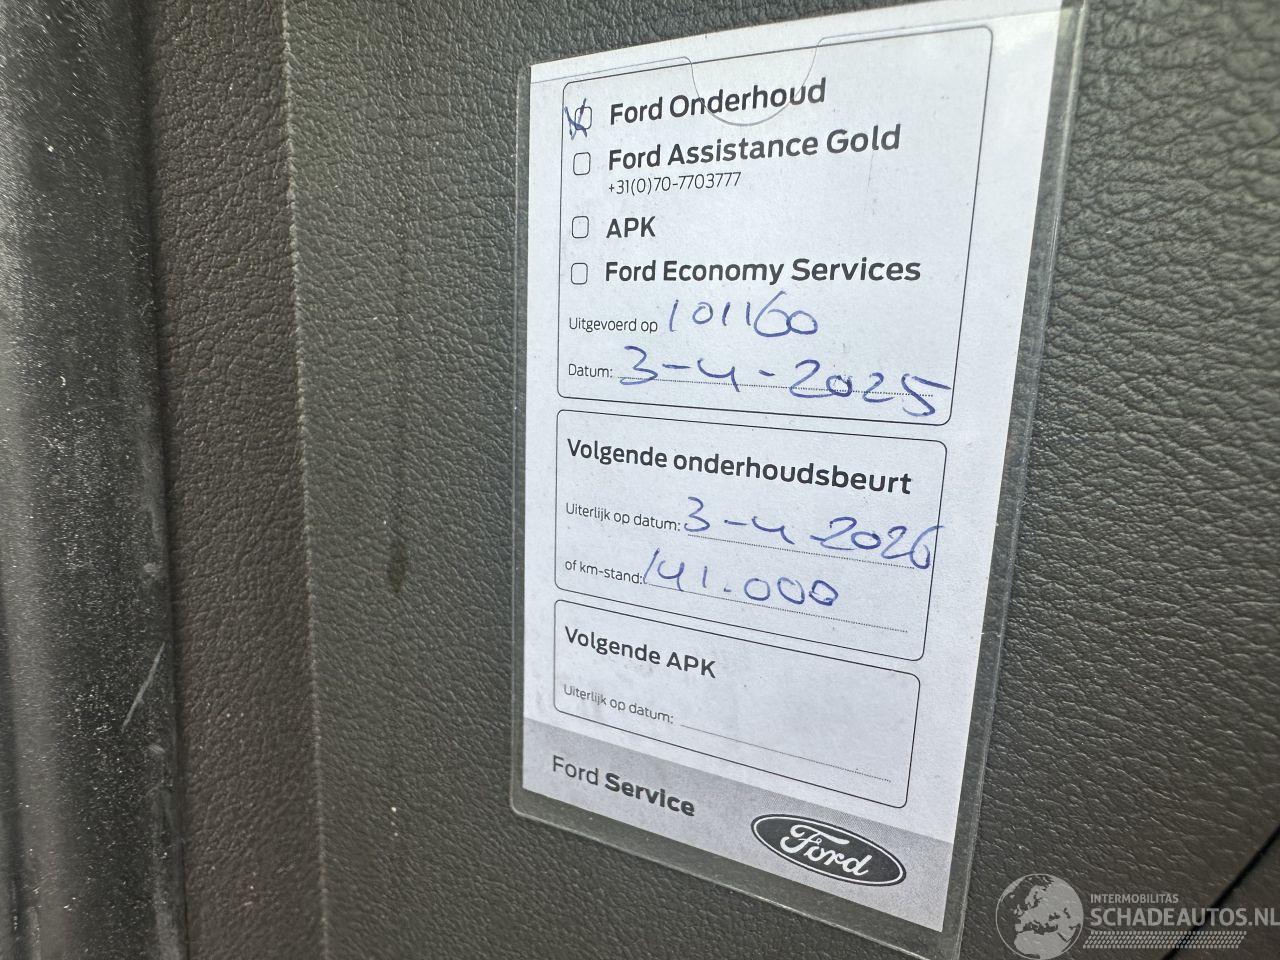 Ford Onderhoud
Ford Assistance Gold
+31(0)70-7703777
APK
Ford Economy Services
Uitgevoerd op 101160
Datum: 3-4-2025
Volgende onderhoudsbeurt
Uiterlijk op datum: 3-4-2026
of km-stand: 141.000
Volgende APK
Uiterlijk op datum:
Ford Service
Ford
INTERMOBILITAS
SCHADEAUTOS.NL